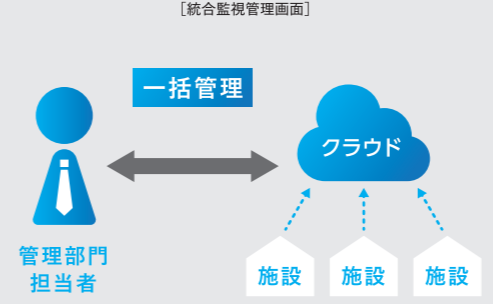 [統合監視管理画面]
一括管理
クラウド
管理部門
担当者
施設
施設
施設